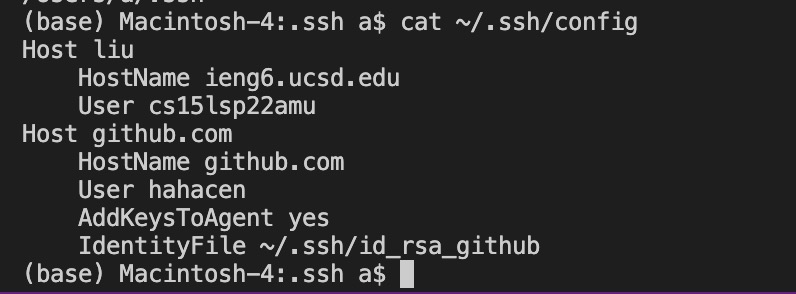 (base) Macintosh-4:.ssh a$ cat ~/.ssh/config
Host liu
    HostName ieng6.ucsd.edu
    User cs15lsp22amu
Host github.com
    HostName github.com
    User hahacen
    AddKeysToAgent yes
    IdentityFile ~/.ssh/id_rsa_github
(base) Macintosh-4:.ssh a$